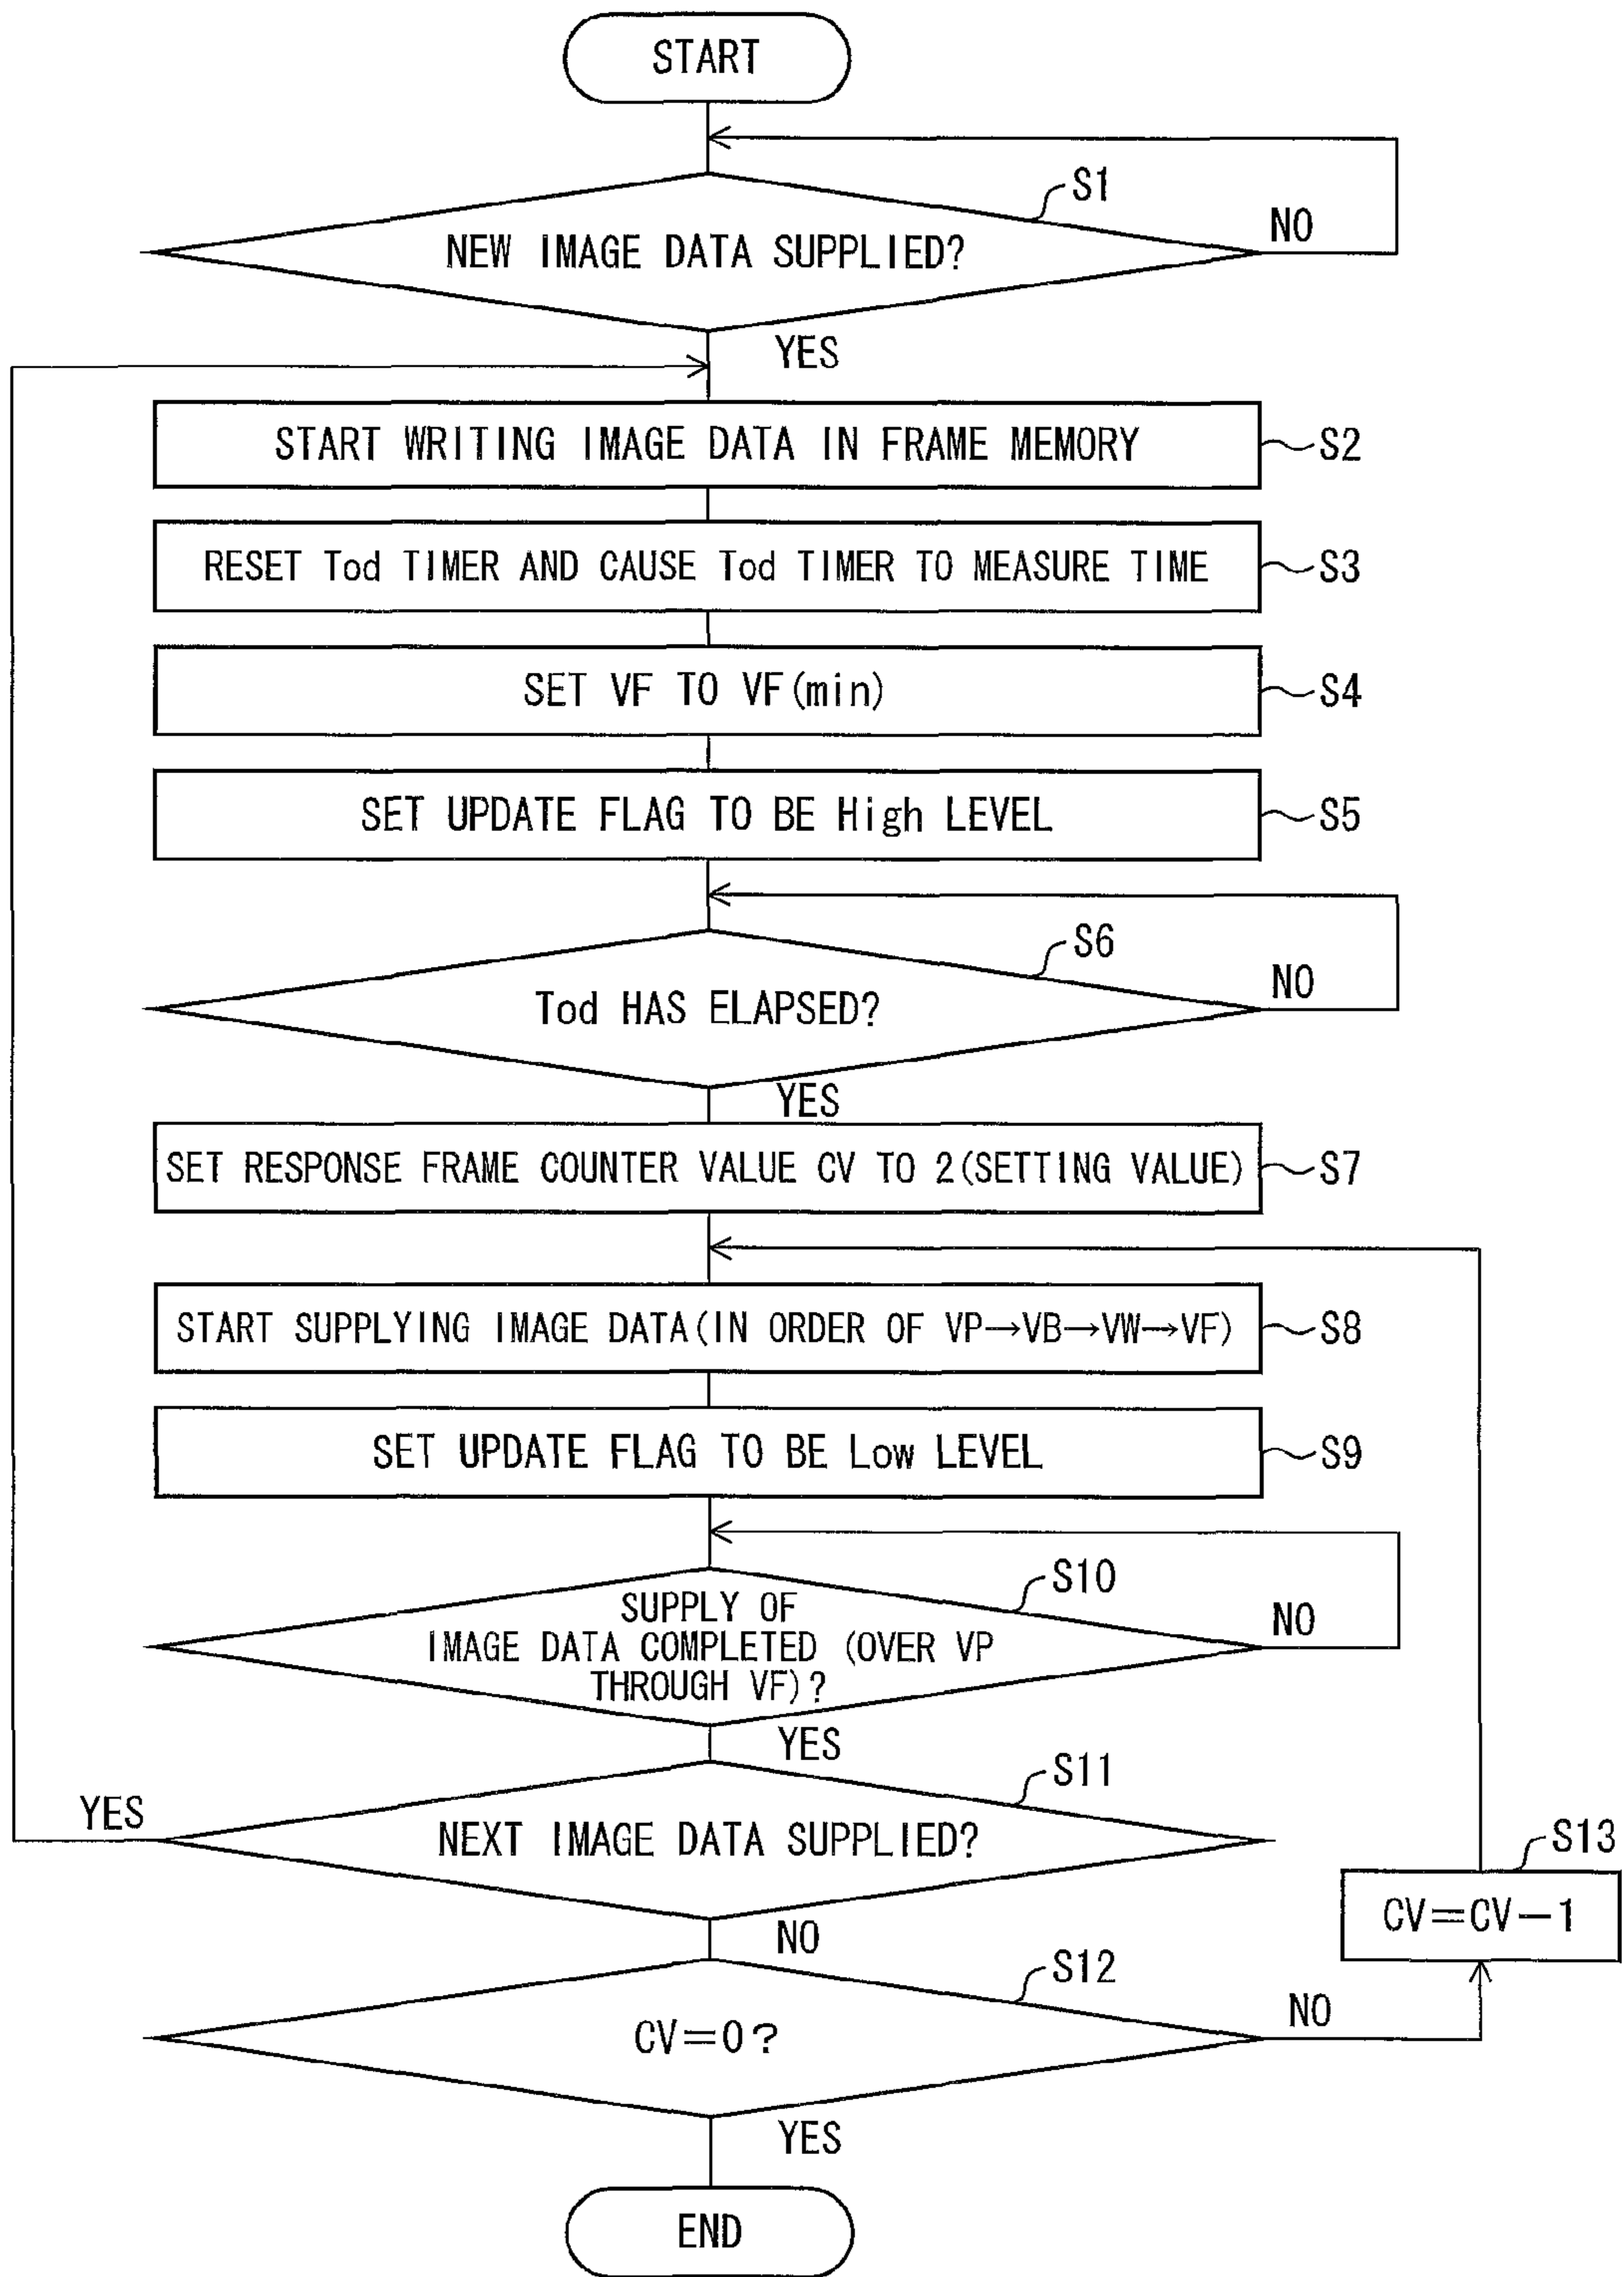 START
S1
NEW IMAGE DATA SUPPLIED?
NO
YES
START WRITING IMAGE DATA IN FRAME MEMORY
S2
RESET Tod TIMER AND CAUSE Tod TIMER TO MEASURE TIME
S3
SET VF TO VF(min)
S4
SET UPDATE FLAG TO BE High LEVEL
S5
S6
Tod HAS ELAPSED?
NO
YES
SET RESPONSE FRAME COUNTER VALUE CV TO 2(SETTING VALUE)
S7
START SUPPLYING IMAGE DATA(IN ORDER OF VP→VB→VW→VF)
S8
SET UPDATE FLAG TO BE Low LEVEL
S9
S10
SUPPLY OF
IMAGE DATA COMPLETED (OVER VP
THROUGH VF)?
NO
YES
S11
NEXT IMAGE DATA SUPPLIED?
YES
NO
S13
CV=CV-1
S12
CV=0?
NO
YES
END